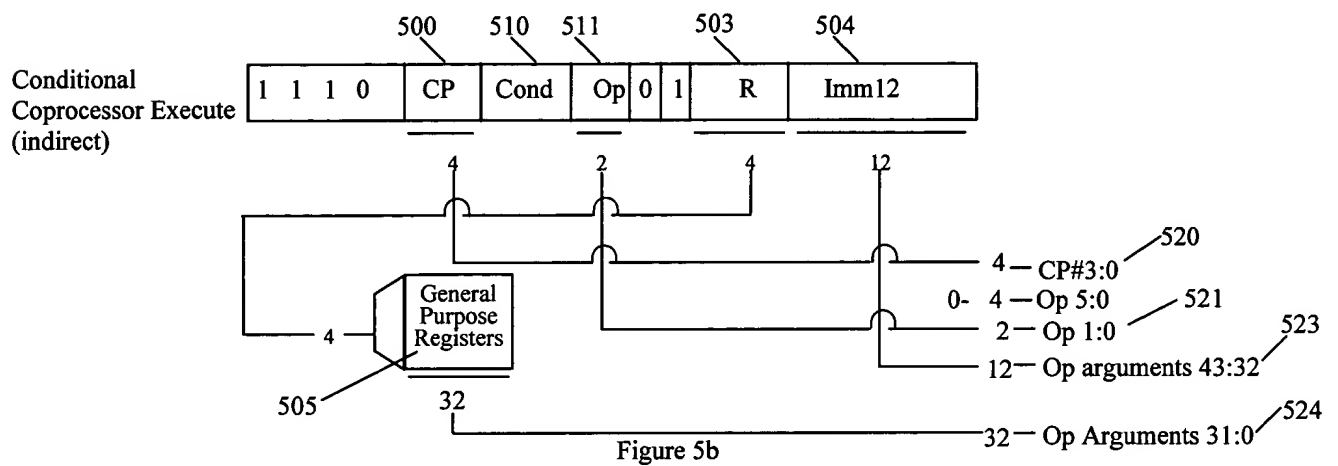 500 510 511 503 504
Conditional
Coprocessor Execute
(indirect)
1 1 1 0 CP Cond Op 0 1 R Imm12
4 2 4 12
4 CP#3:0 520
0- 4 Op 5:0
2 Op 1:0 521
12 Op arguments 43:32 523
General
Purpose
Registers
4
505
32
32 Op Arguments 31:0 524
Figure 5b